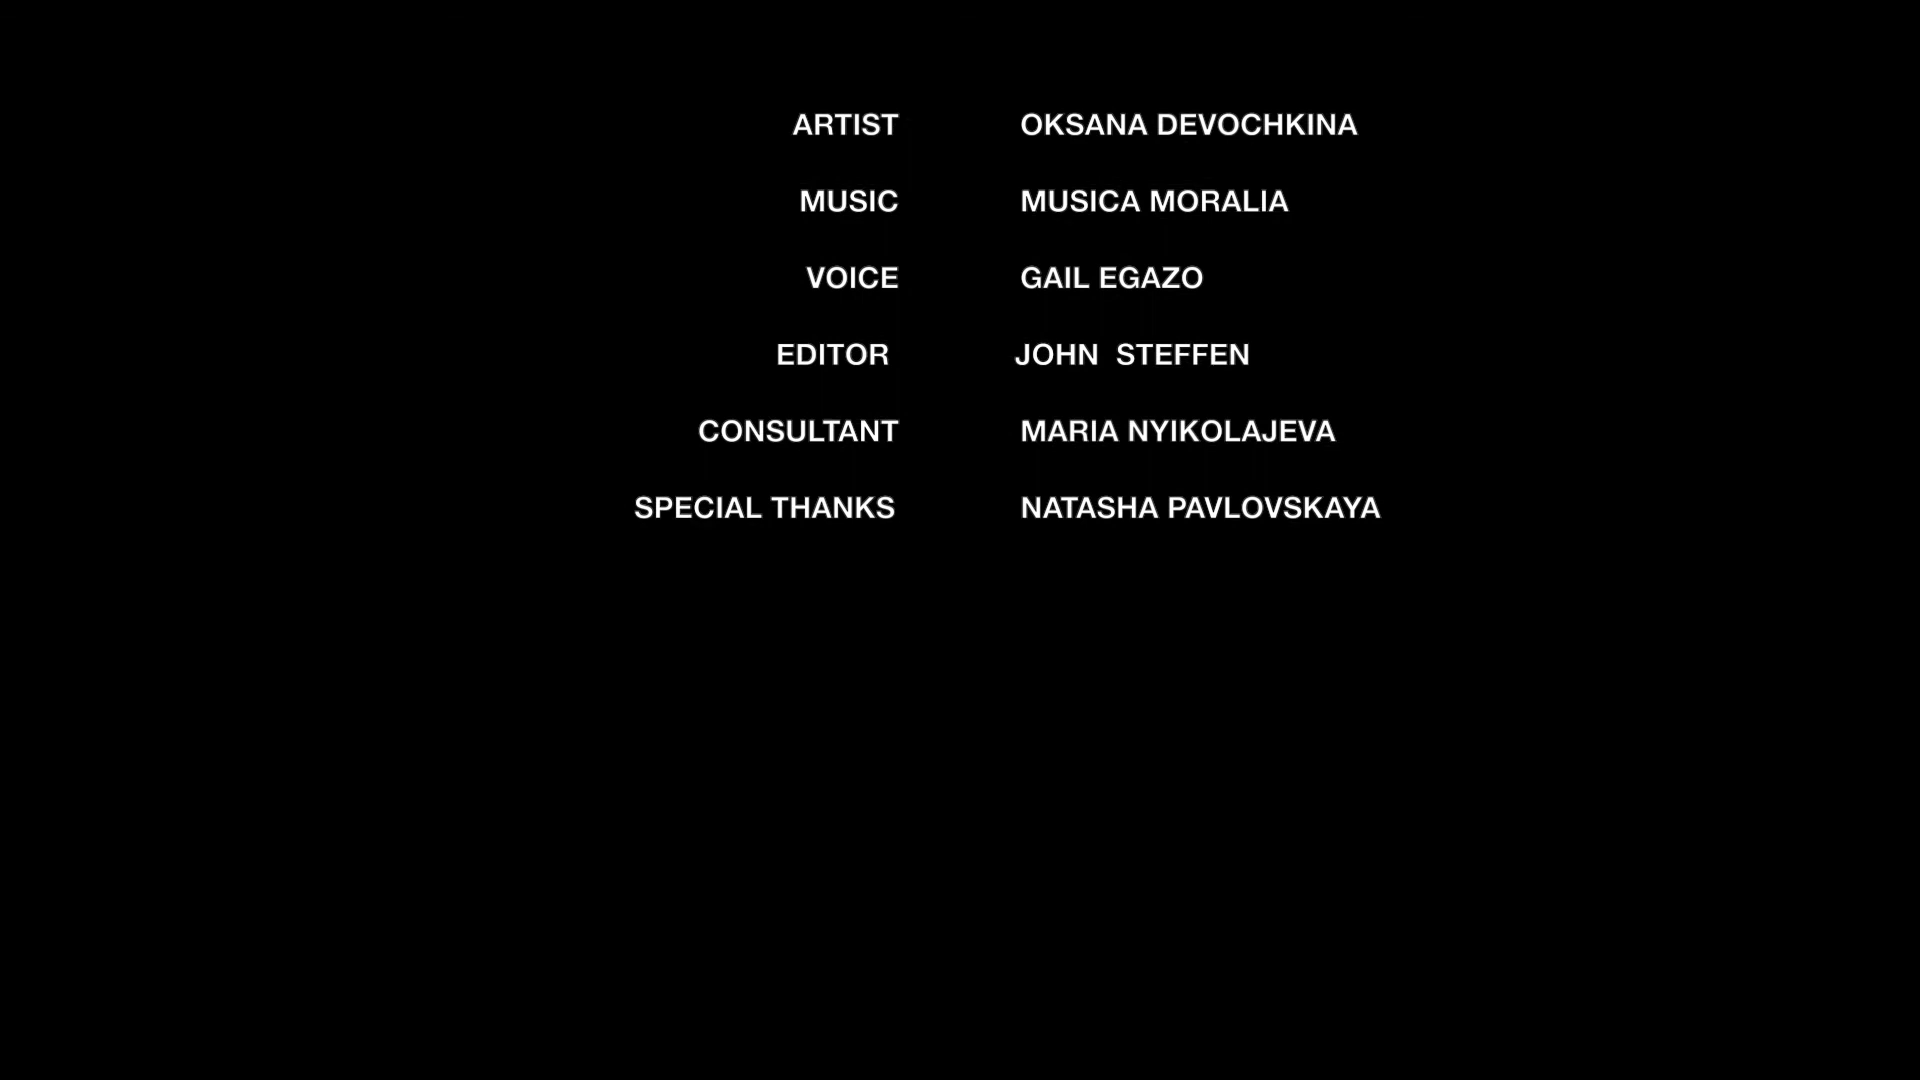 ARTIST OKSANA DEVOCHKINA
MUSIC MUSICA MORALIA
VOICE GAIL EGAZO
EDITOR JOHN STEFFEN
CONSULTANT MARIA NYIKOLAJEVA
SPECIAL THANKS NATASHA PAVLOVSKAYA